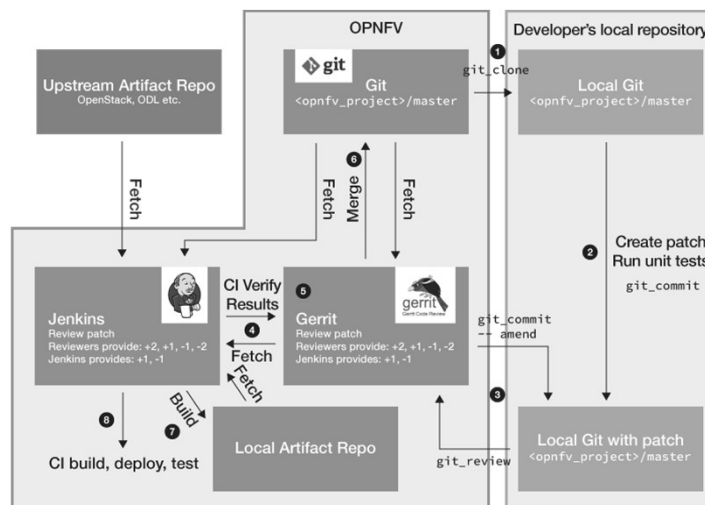 OPNFV
Developer's local repository
Upstream Artifact Repo
OpenStack, ODL etc.
git
Git
<opnfv_project>/master
1
git_clone
Local Git
<opnfv_project>/master
Fetch
Fetch
6
Merge
Fetch
2
Create patch
Run unit tests
git_commit
Jenkins
Review patch
Reviewers provide: +2, +1, -1, -2
Jenkins provides: +1, -1
CI Verify
Results
4
Fetch
5
gerrit
Gerrit Code Review
Gerrit
Review patch
Reviewers provide: +2, +1, -1, -2
Jenkins provides: +1, -1
git_commit
-- amend
3
git_review
Local Git with patch
<opnfv_project>/master
Build
7
Fetch
Local Artifact Repo
8
CI build, deploy, test